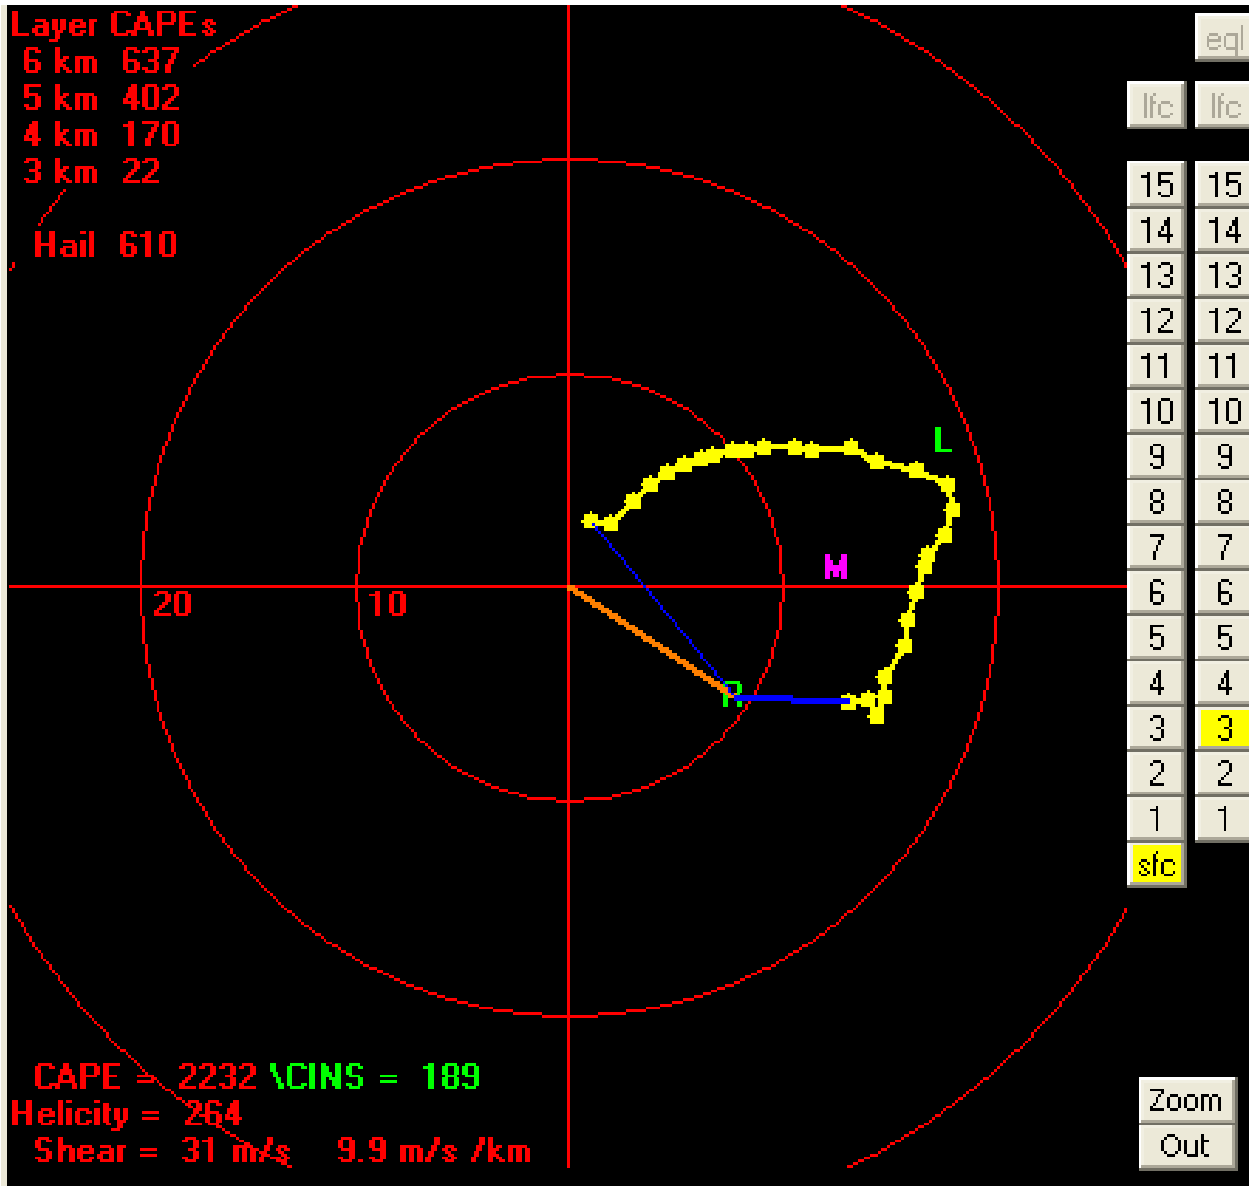 Layer CAPEs
6 km 637
5 km 402
4 km 170
3 km 22
Hail 610
eql
lfc lfc
15 15
14 14
13 13
12 12
11 11
10 10
9 9
8 8
7 7
6 6
5 5
4 4
3 3
2 2
1 1
sfc
L
M
20 10
R
CAPE = 2232 \CINS = 189
Helicity = 264
Shear = 31 m/s 9.9 m/s /km
Zoom
Out